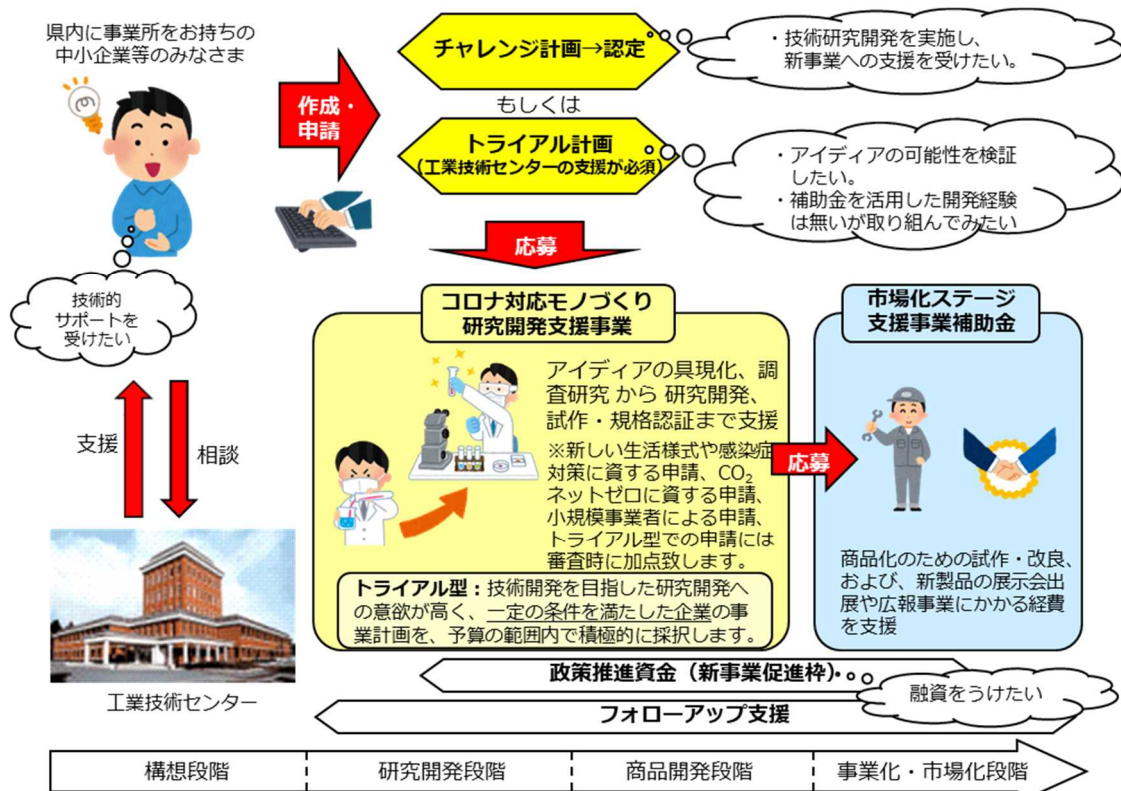 県内に事業所をお持ちの
中小企業等のみなさま
作成・
申請
チャレンジ計画→認定
・技術研究開発を実施し、
新事業への支援を受けたい。
もしくは
トライアル計画
(工業技術センターの支援が必須)
・アイディアの可能性を検証
したい。
・補助金を活用した開発経験
は無いが取り組んでみたい
応募
技術的
サポートを
受けたい
支援
相談
工業技術センター
コロナ対応モノづくり
研究開発支援事業
アイディアの具現化、調
査研究 から 研究開発、
試作・規格認証まで支援
※新しい生活様式や感染症
対策に資する申請、CO₂
ネットゼロに資する申請、
小規模事業者による申請、
トライアル型での申請には
審査時に加点致します。
トライアル型：技術開発を目指した研究開発へ
の意欲が高く、一定の条件を満たした企業の事
業計画を、予算の範囲内で積極的に採択します。
応募
市場化ステージ
支援事業補助金
商品化のための試作・改良、
および、新製品の展示会出
展や広報事業にかかる経費
を支援
政策推進資金（新事業促進枠）
融資をうけたい
フォローアップ支援
構想段階
研究開発段階
商品開発段階
事業化・市場化段階